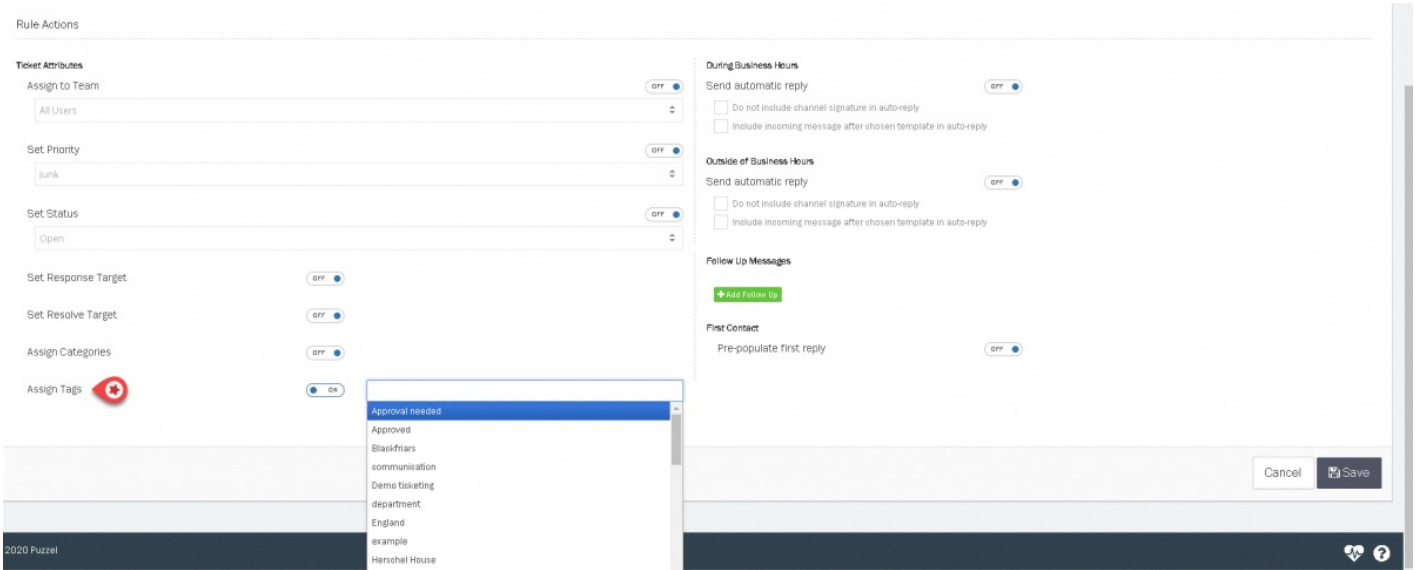 Rule Actions
Ticket Attributes
Assign to Team
OFF
All Users
Set Priority
OFF
Junk
Set Status
OFF
Open
Set Response Target
OFF
Set Resolve Target
OFF
Assign Categories
OFF
Assign Tags
ON
Approval needed
Approved
Blackfriars
communication
Demo ticketing
department
England
example
Herschel House
During Business Hours
Send automatic reply
OFF
Do not include channel signature in auto-reply
Include incoming message after chosen template in auto-reply
Outside of Business Hours
Send automatic reply
OFF
Do not include channel signature in auto-reply
Include incoming message after chosen template in auto-reply
Follow Up Messages
Add Follow Up
First Contact
Pre-populate first reply
OFF
Cancel
Save
2020 Puzzel